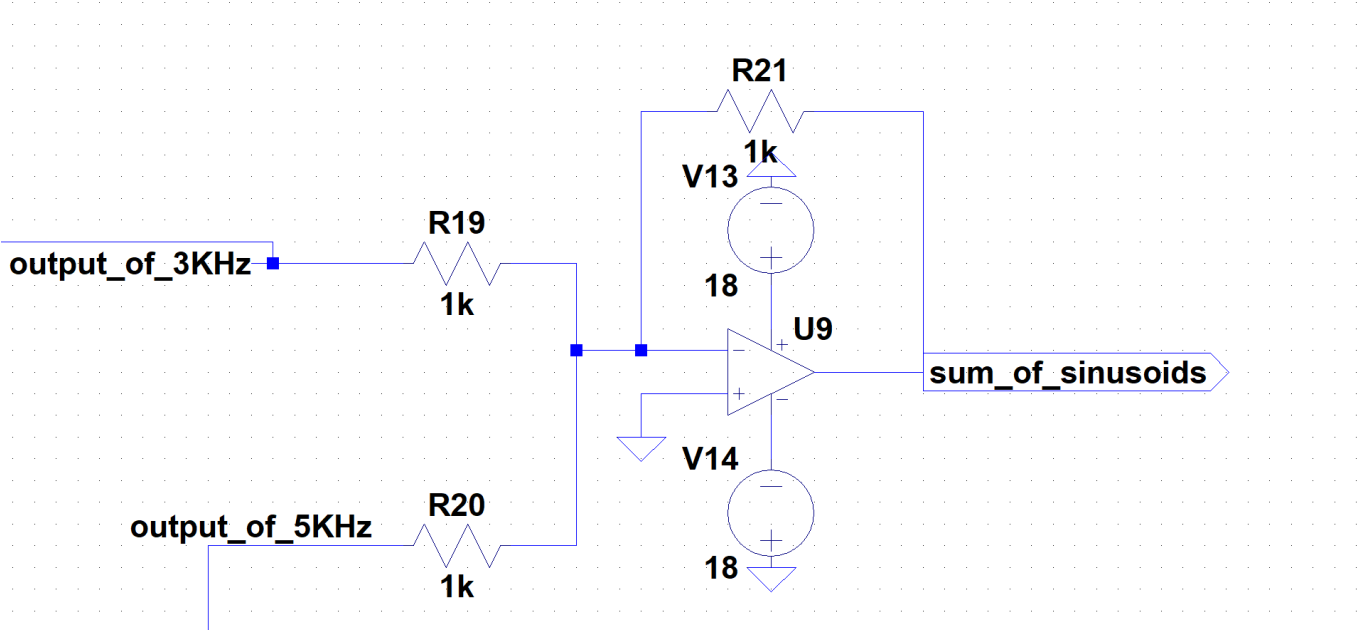 R21
1k
V13
R19
output_of_3KHz
1k
18
U9
sum_of_sinusoids
V14
R20
output_of_5KHz
18
1k